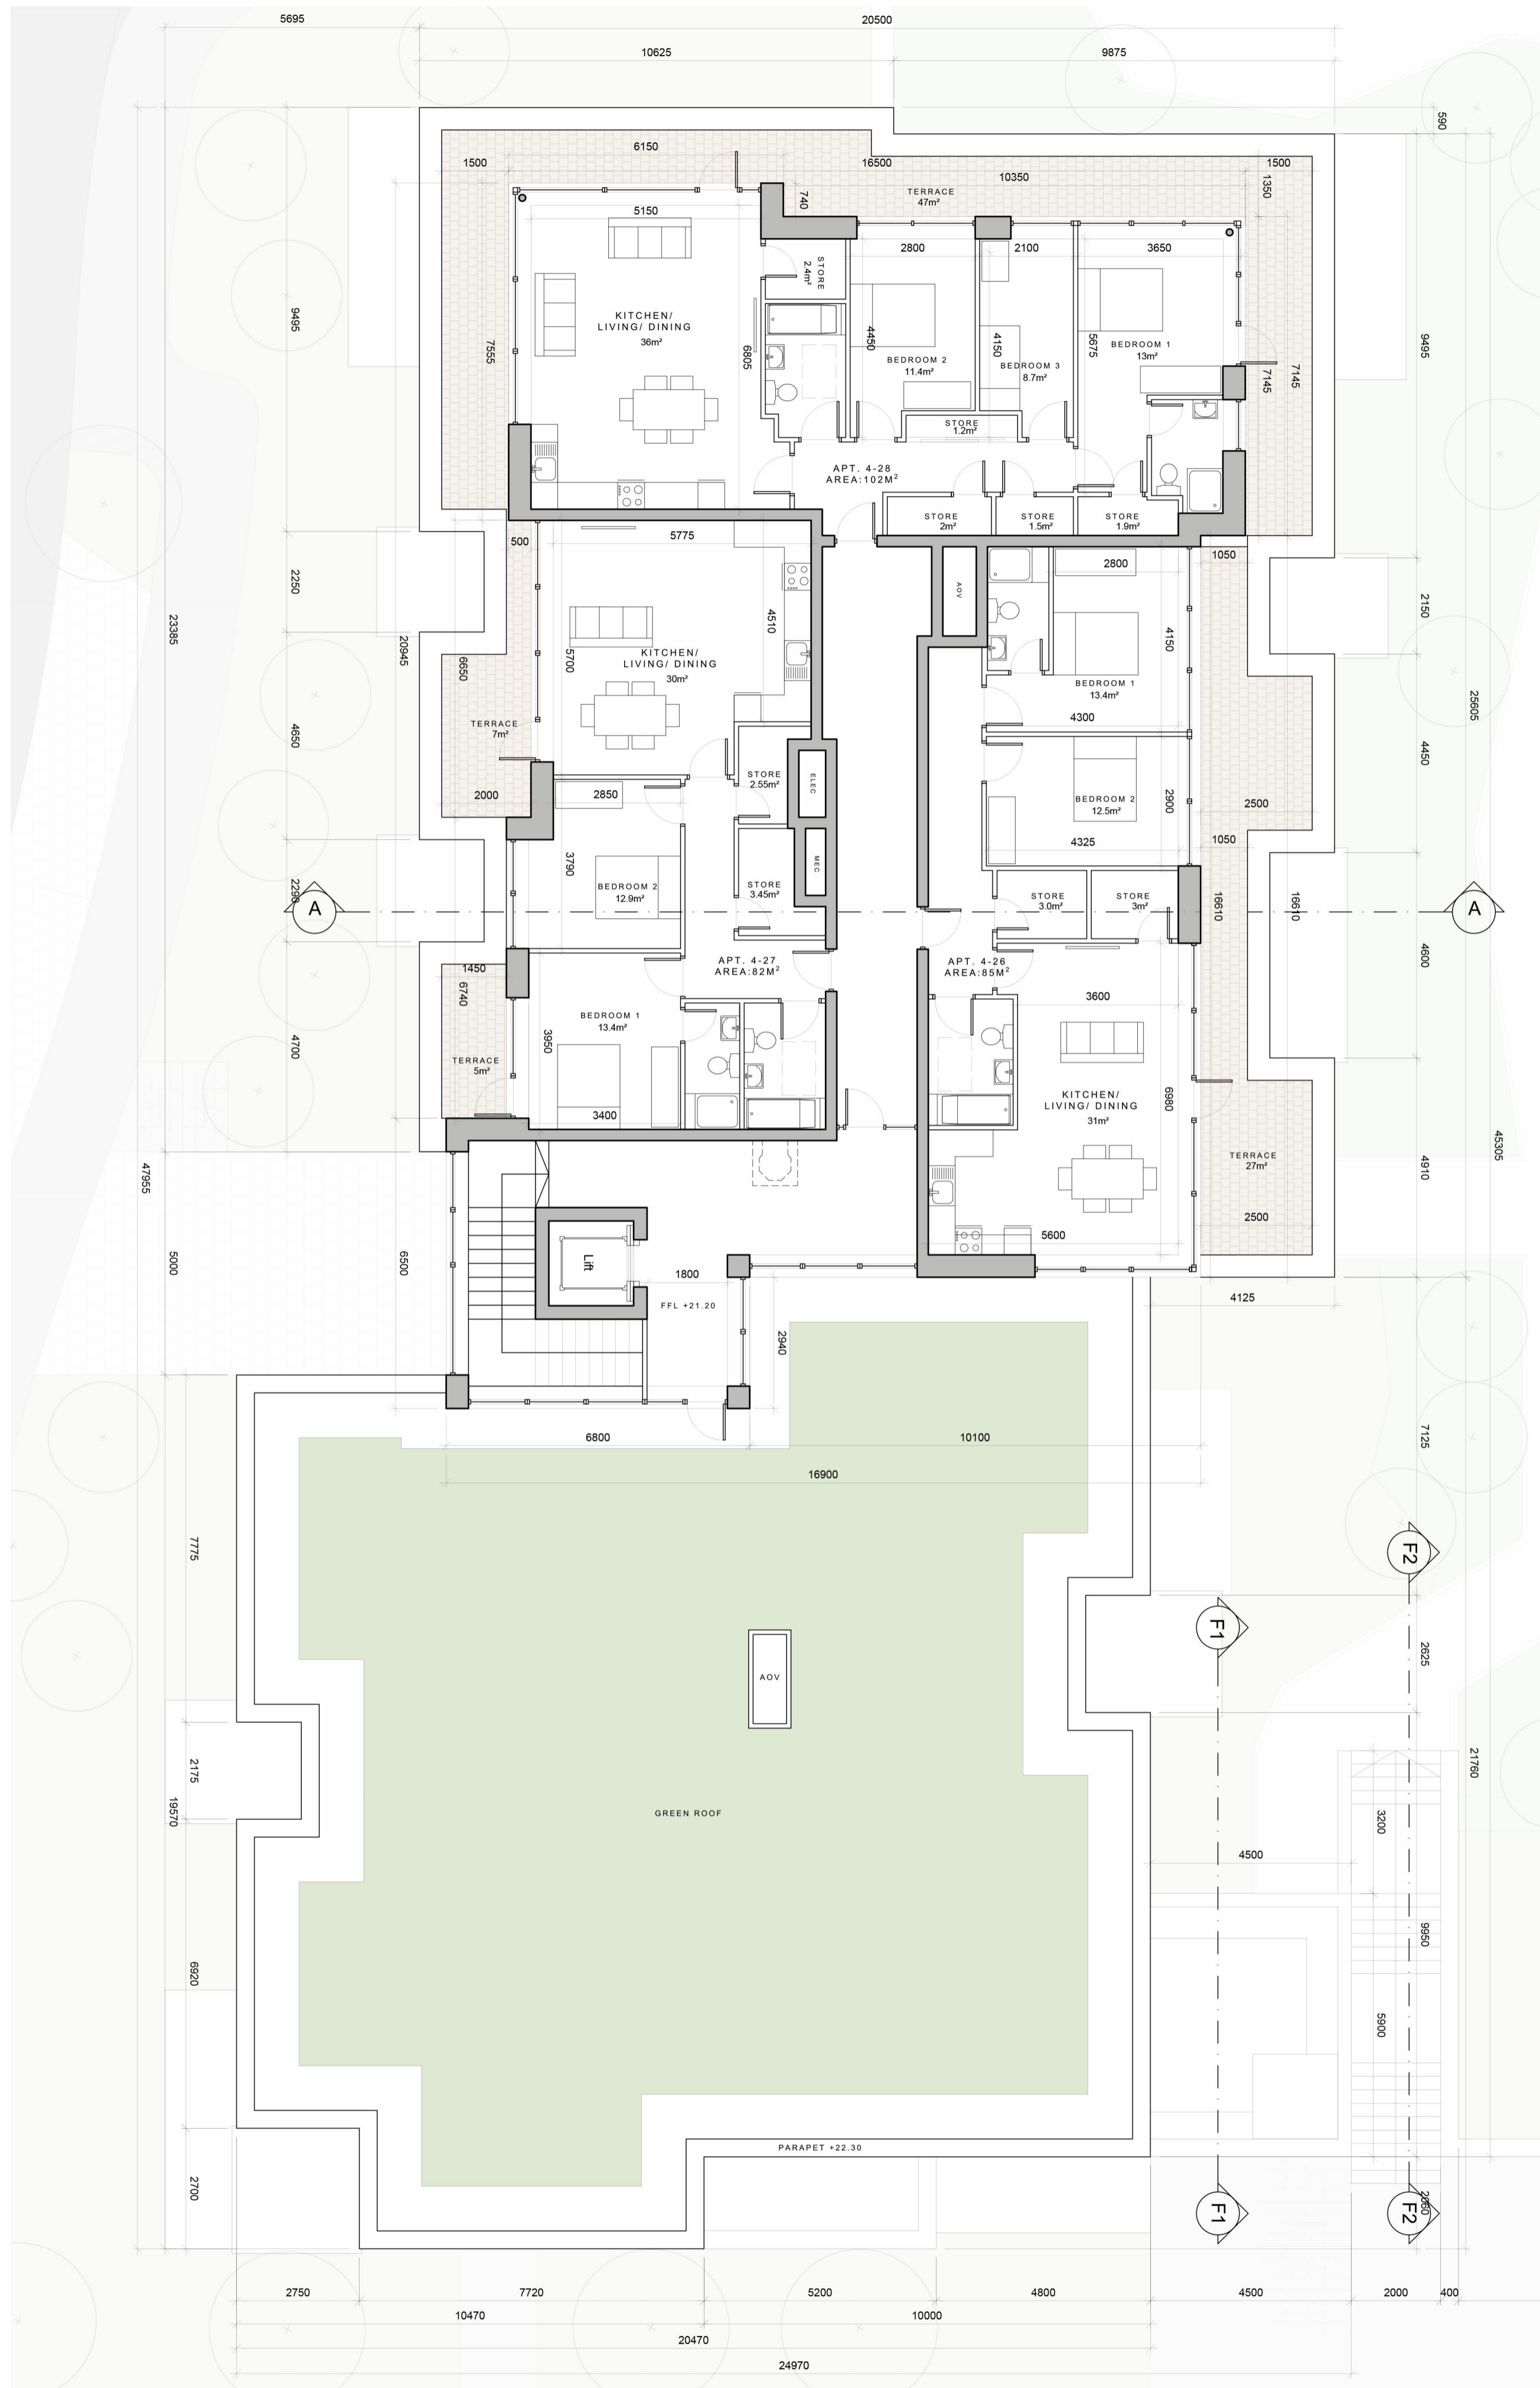 5695
20500
10625
9875
590
6150
1500
16500
1500
10350
TERRACE
47m²
740
1350
5150
2800
2100
3650
STORE
2.4m²
KITCHEN/
LIVING/ DINING
36m²
9495
7555
6805
4450
BEDROOM 2
11.4m²
4150
BEDROOM 3
8.7m²
5675
BEDROOM 1
13m²
7145
7145
9495
STORE
1.2m²
APT. 4-28
AREA:102M²
STORE
2m²
STORE
1.5m²
STORE
1.9m²
500
5775
1050
2800
AOV
2250
2150
23385
20945
6650
5700
4510
KITCHEN/
LIVING/ DINING
30m²
4150
BEDROOM 1
13.4m²
4300
25605
TERRACE
7m²
4650
4450
STORE
2.55m²
ELEC
2000
2850
BEDROOM 2
12.5m²
2900
2500
4325
1050
MEC
3790
BEDROOM 2
12.9m²
STORE
3.45m²
STORE
3.0m²
STORE
3m²
2290
A
16610
16610
A
1450
6740
APT. 4-27
AREA:82M²
APT. 4-26
AREA:85M²
4600
3600
BEDROOM 1
13.4m²
3950
4700
TERRACE
5m²
3400
KITCHEN/
LIVING/ DINING
31m²
6980
TERRACE
27m²
4910
45305
47955
2500
5600
5000
6500
Lift
1800
FFL +21.20
4125
2940
6800
10100
16900
7125
7775
F2
F1
2625
AOV
2175
19570
GREEN ROOF
21760
3200
4500
9950
6920
5900
PARAPET +22.30
2700
F1
F2
2060
2750
7720
5200
4800
4500
2000
400
10470
10000
20470
24970